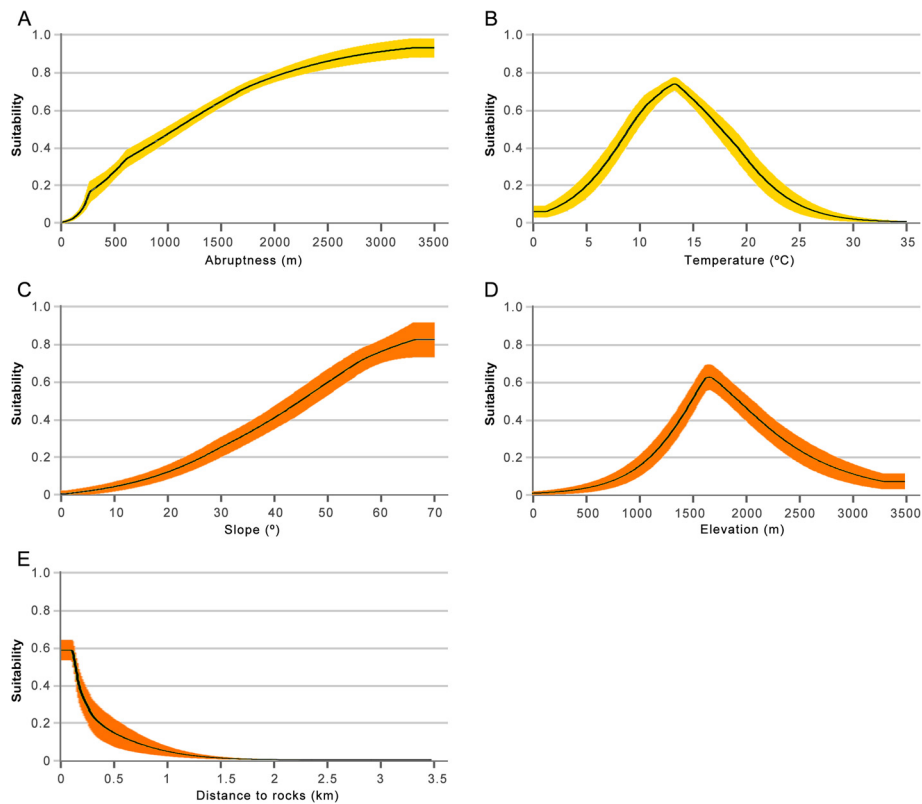 A
1.0
0.8
0.6
0.4
0.2
0
Suitability
0 500 1000 1500 2000 2500 3000 3500
Abruptness (m)
B
1.0
0.8
0.6
0.4
0.2
0
Suitability
0 5 10 15 20 25 30 35
Temperature (ºC)
C
1.0
0.8
0.6
0.4
0.2
0
Suitability
0 10 20 30 40 50 60 70
Slope (º)
D
1.0
0.8
0.6
0.4
0.2
0
Suitability
0 500 1000 1500 2000 2500 3000 3500
Elevation (m)
E
1.0
0.8
0.6
0.4
0.2
0
Suitability
0 0.5 1 1.5 2 2.5 3 3.5
Distance to rocks (km)